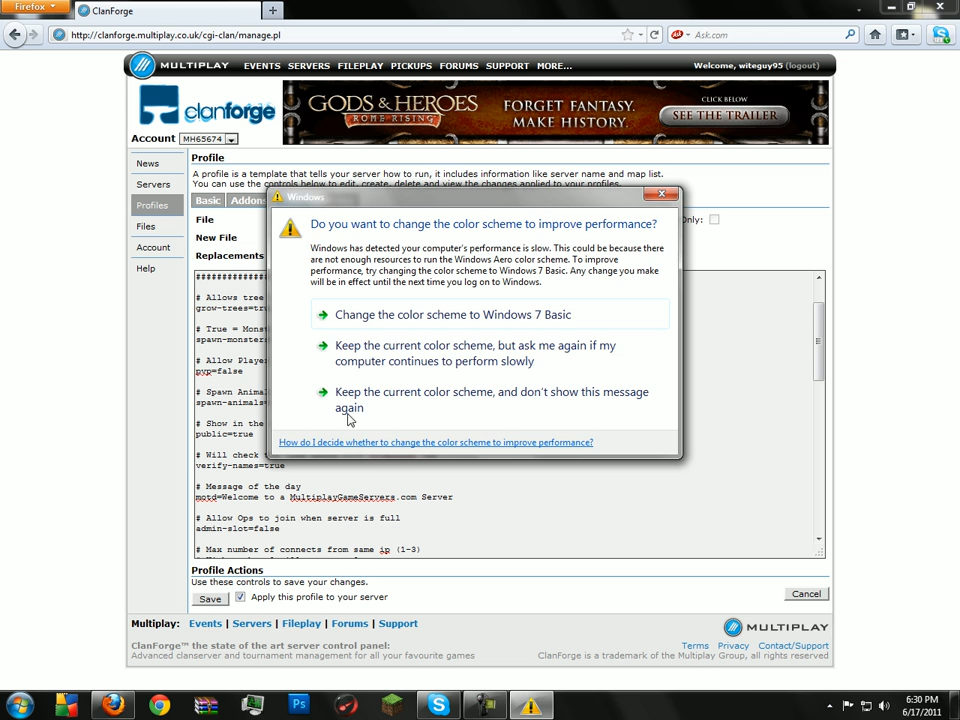 Firefox
ClanForge
http://clanforge.multiplay.co.uk/cgi-clan/manage.pl
Ask.com
MULTIPLAY EVENTS SERVERS FILEPLAY PICKUPS FORUMS SUPPORT MORE... Welcome, witeguy95 (logout)
clanforge
GODS & HEROES
ROME RISING
FORGET FANTASY.
MAKE HISTORY.
CLICK BELOW
SEE THE TRAILER
Account MH65674
News
Servers
Profiles
Files
Account
Help
Profile
A profile is a template that tells your server how to run, it includes information like server name and map list.
You can use the controls below to edit, create, delete and view the changes applied to your profiles.
Basic Addons
File
Only:
New File
Replacements
Windows
Do you want to change the color scheme to improve performance?
Windows has detected your computer's performance is slow. This could be because there
are not enough resources to run the Windows Aero color scheme. To improve
performance, try changing the color scheme to Windows 7 Basic. Any change you make
will be in effect until the next time you log on to Windows.
Change the color scheme to Windows 7 Basic
Keep the current color scheme, but ask me again if my
computer continues to perform slowly
Keep the current color scheme, and don't show this message
again
How do I decide whether to change the color scheme to improve performance?
##############
# Allows tree
grow-trees=true
# True = Monst
spawn-monster
# Allow Player
pvp=false
# Spawn Animal
spawn-animals=
# Show in the
public=true
# Will check
verify-names=true
# Message of the day
motd=Welcome to a MultiplayGameServers.com Server
# Allow Ops to join when server is full
admin-slot=false
# Max number of connects from same ip (1-3)
Profile Actions
Use these controls to save your changes.
Save Apply this profile to your server
Cancel
Multiplay: Events | Servers | Fileplay | Forums | Support
MULTIPLAY
ClanForge™ the state of the art server control panel:
Advanced clanserver and tournament management for all your favourite games
Terms Privacy Contact/Support
ClanForge is a trademark of the Multiplay Group, all rights reserved
Ps
6:30 PM
6/17/2011